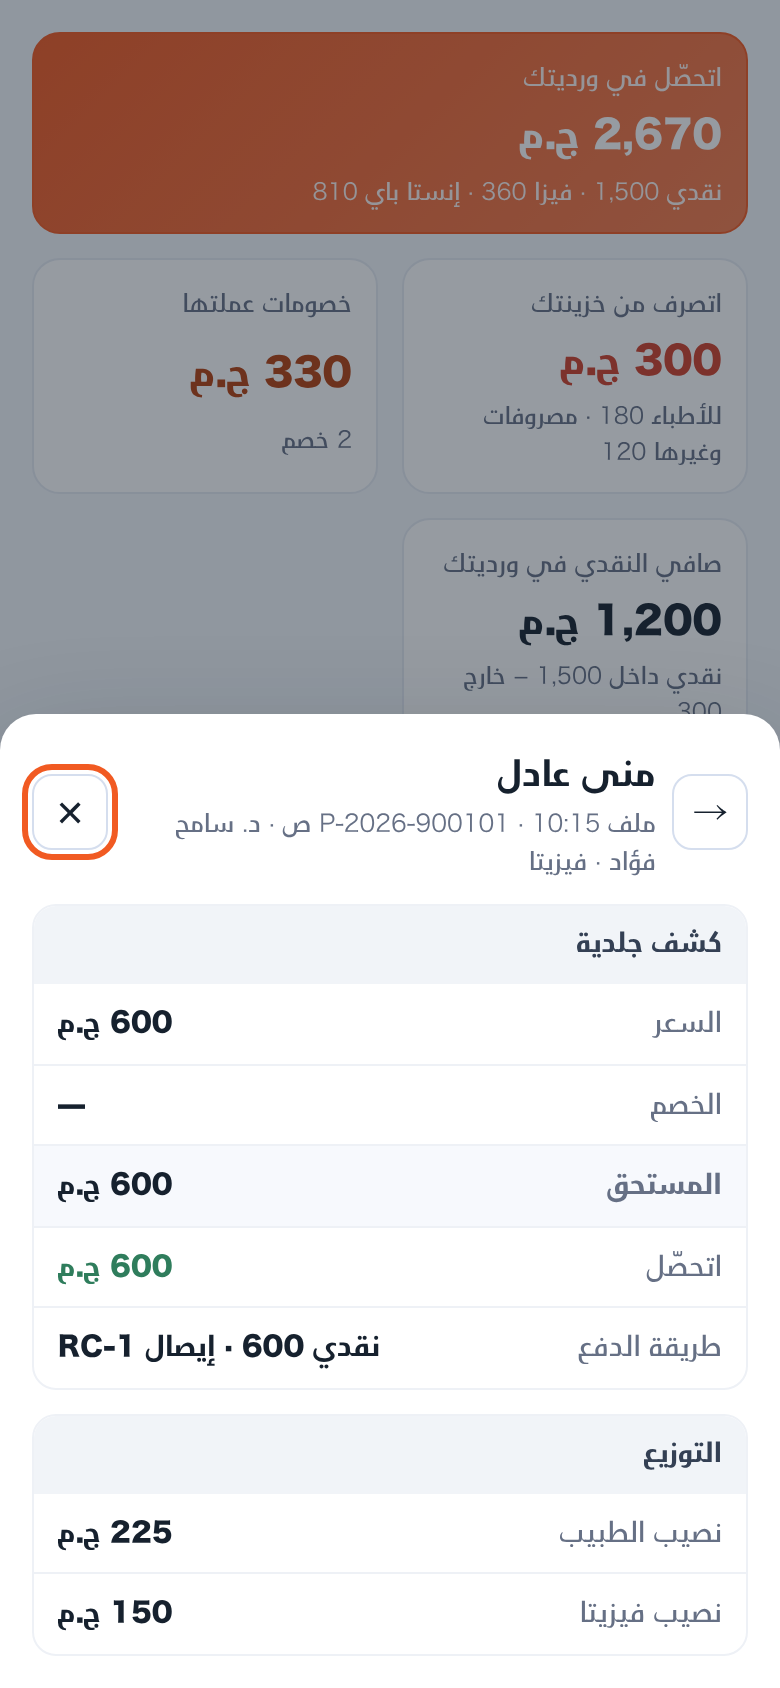 اتحصّل في ورديتك
2,670 ج.م
نقدي 1,500 · فيزا 360 · إنستا باي 810
اتصرف من خزينتك
300 ج.م
للأطباء 180 · مصروفات
وغيرها 120
خصومات عملتها
330 ج.م
2 خصم
صافي النقدي في ورديتك
1,200 ج.م
نقدي داخل 1,500 – خارج
300
منى عادل
ملف P-2026-900101 · 10:15 ص · د. سامح
فؤاد · فيزيتا
كشف جلدية
السعر 600 ج.م
الخصم —
المستحق 600 ج.م
اتحصّل 600 ج.م
طريقة الدفع نقدي 600 · إيصال RC-1
التوزيع
نصيب الطبيب 225 ج.م
نصيب فيزيتا 150 ج.م